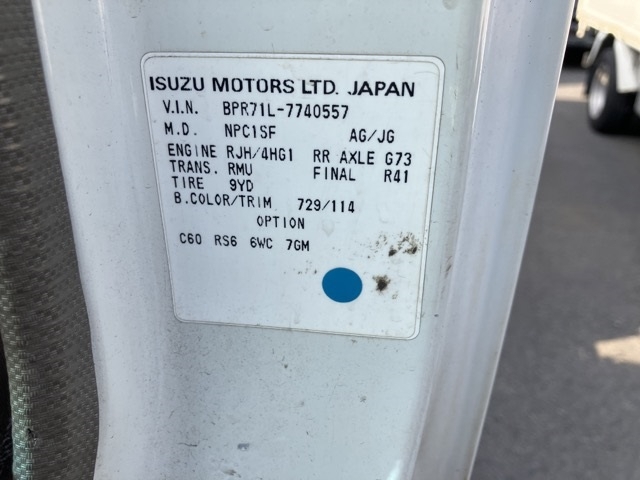 ISUZU MOTORS LTD. JAPAN
V.I.N. BPR71L-7740557
M.D. NPC1SF AG/JG
ENGINE RJH/4HG1 RR AXLE G73
TRANS. RMU FINAL R41
TIRE 9YD
B.COLOR/TRIM 729/114
OPTION
C60 RS6 6WC 7GM